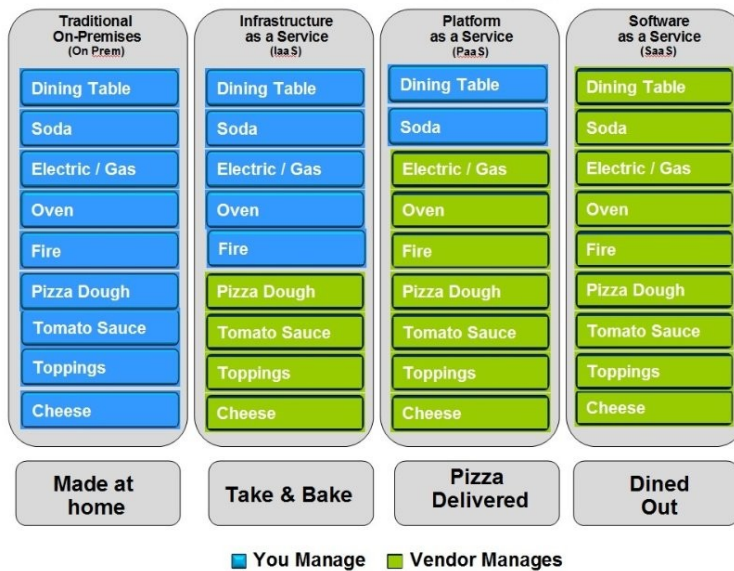 Traditional
On-Premises
(On Prem)
Dining Table
Soda
Electric / Gas
Oven
Fire
Pizza Dough
Tomato Sauce
Toppings
Cheese
Made at
home
Infrastructure
as a Service
(IaaS)
Dining Table
Soda
Electric / Gas
Oven
Fire
Pizza Dough
Tomato Sauce
Toppings
Cheese
Take & Bake
Platform
as a Service
(PaaS)
Dining Table
Soda
Electric / Gas
Oven
Fire
Pizza Dough
Tomato Sauce
Toppings
Cheese
Pizza
Delivered
Software
as a Service
(SaaS)
Dining Table
Soda
Electric / Gas
Oven
Fire
Pizza Dough
Tomato Sauce
Toppings
Cheese
Dined
Out
You Manage
Vendor Manages